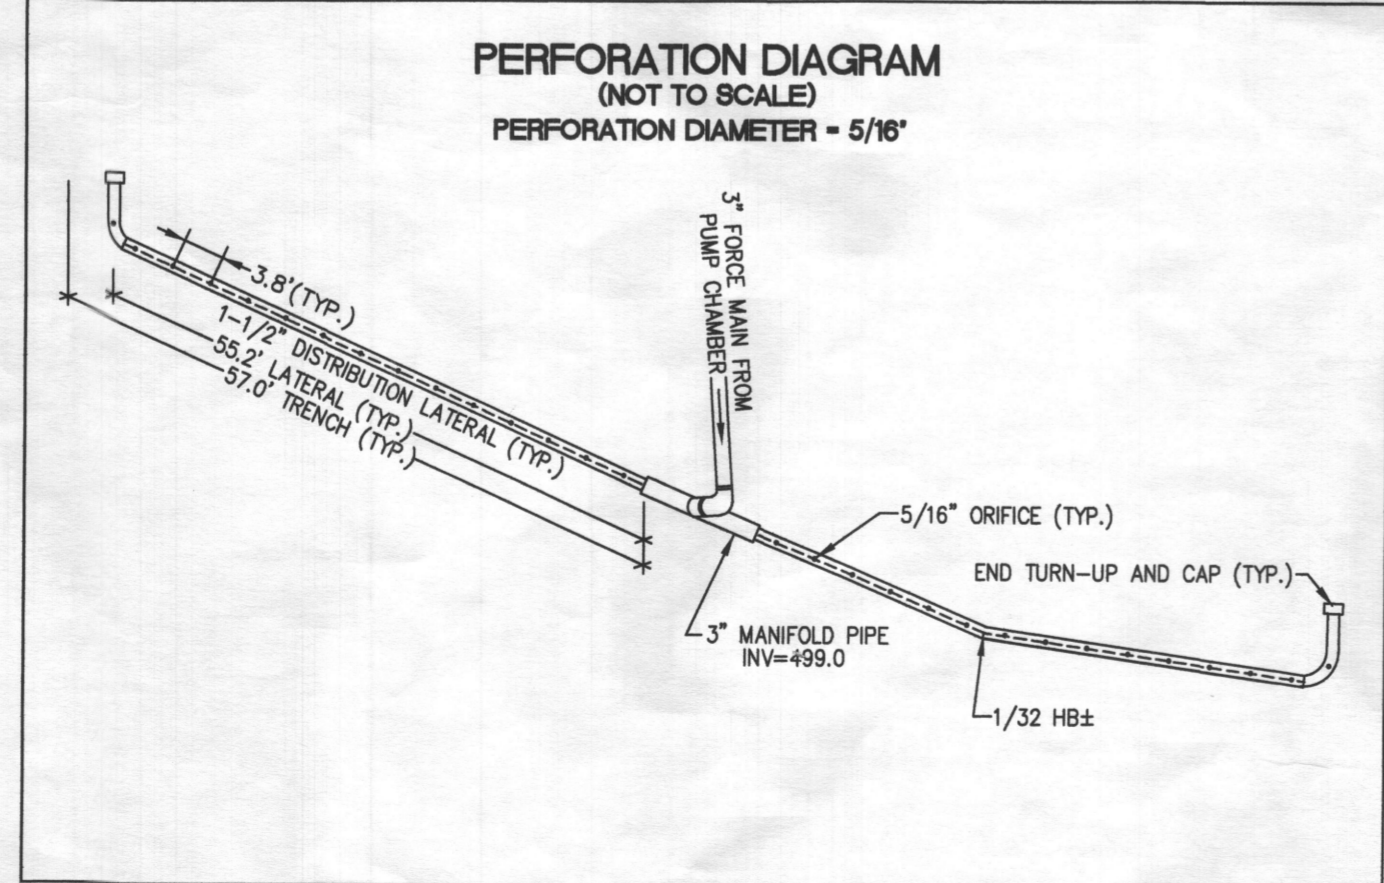 PERFORATION DIAGRAM
(NOT TO SCALE)
PERFORATION DIAMETER = 5/16"
3" FORCE MAIN FROM
PUMP CHAMBER
3.8'(TYP.)
1-1/2" DISTRIBUTION LATERAL (TYP.)
55.2' LATERAL (TYP.)
57.0' TRENCH (TYP.)
5/16" ORIFICE (TYP.)
END TURN-UP AND CAP (TYP.)
3" MANIFOLD PIPE
INV=499.0
1/32 HB±